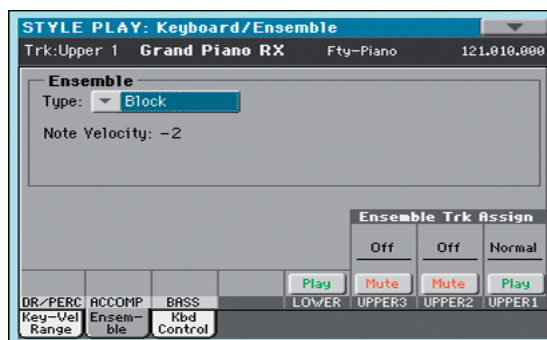 STYLE PLAY: Keyboard/Ensemble
Trk:Upper 1 Grand Piano RX Fty-Piano 121.010.000
Ensemble
Type: Block
Note Velocity: -2
Ensemble Trk Assign
Off Off Normal
Play Mute Mute Play
DR/PERC ACCOMP BASS LOWER UPPER3 UPPER2 UPPER1
Key-Vel Range Ensem-ble Kbd Control